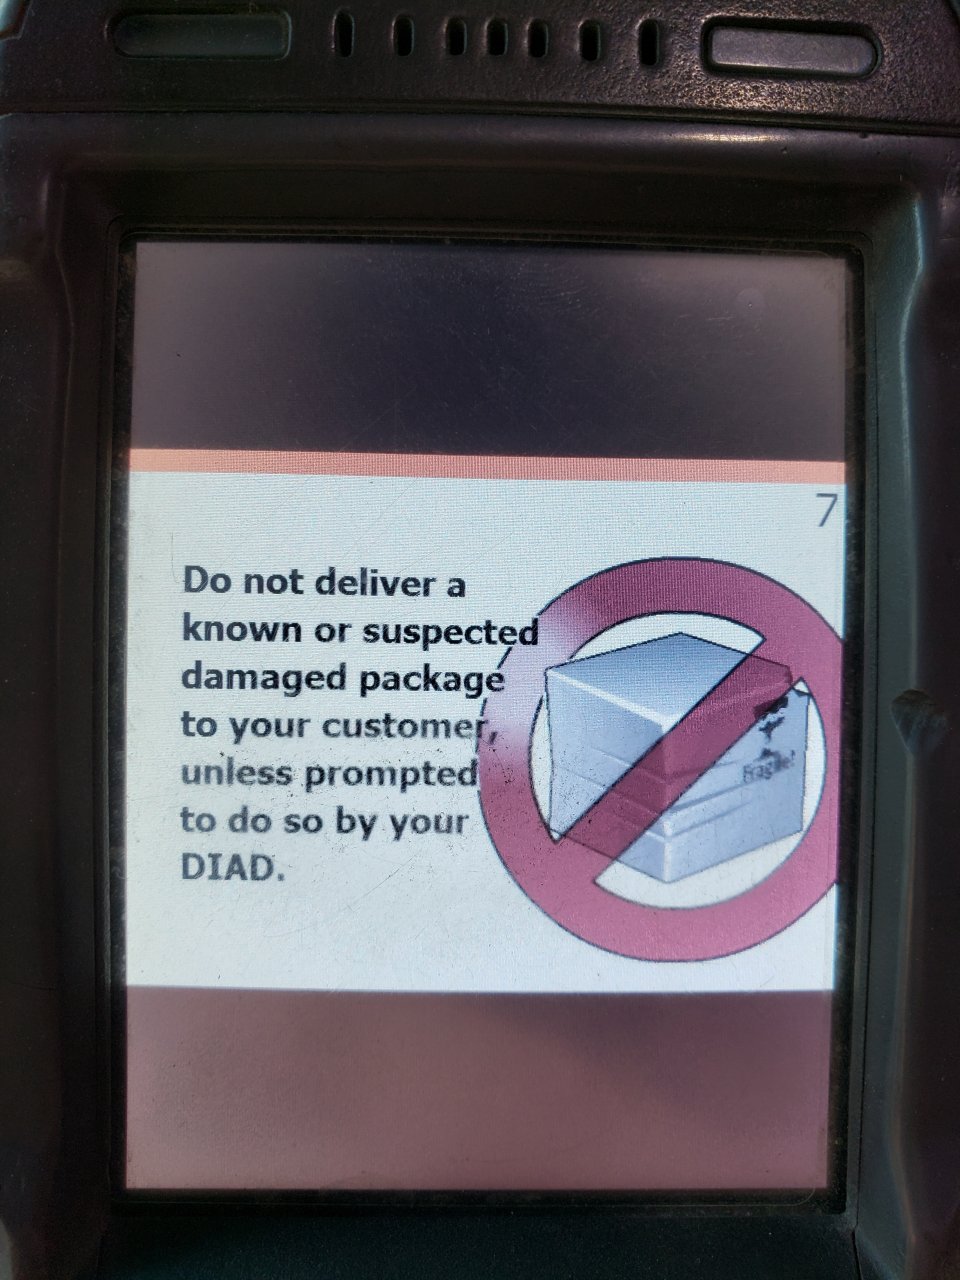 7
Do not deliver a
known or suspected
damaged package
to your customer,
unless prompted
to do so by your
DIAD.
Fragile!